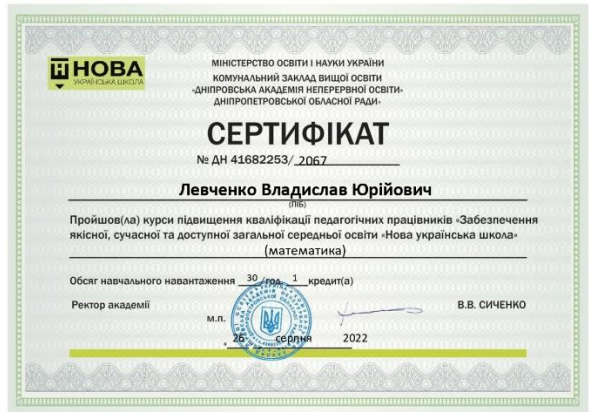 НОВА
УКРАЇНСЬКА ШКОЛА
МІНІСТЕРСТВО ОСВІТИ І НАУКИ УКРАЇНИ
КОМУНАЛЬНИЙ ЗАКЛАД ВИЩОЇ ОСВІТИ
«ДНІПРОВСЬКА АКАДЕМІЯ НЕПЕРЕРВНОЇ ОСВІТИ»
ДНІПРОПЕТРОВСЬКОЇ ОБЛАСНОЇ РАДИ»
СЕРТИФІКАТ
№ ДН 41682253/ 2067
Левченко Владислав Юрійович
(ПІБ)
Пройшов(ла) курси підвищення кваліфікації педагогічних працівників «Забезпечення
якісної, сучасної та доступної загальної середньої освіти «Нова українська школа»
(математика)
Обсяг навчального навантаження 30 /год. 1 кредит(а)
Ректор академії В.В. СИЧЕНКО
м.п.
26 серпня 2022